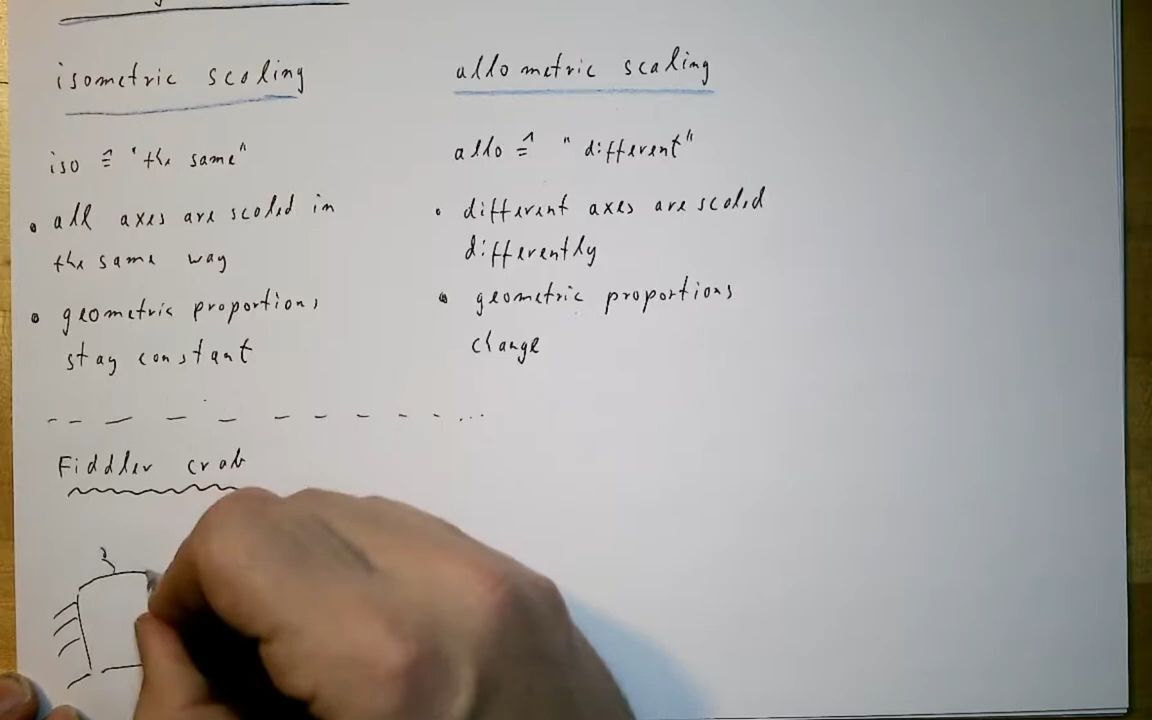 isometric scaling
iso ≙ "the same"
• all axes are scaled in
the same way
• geometric proportions
stay constant
allometric scaling
allo ≙ "different"
• different axes are scaled
differently
• geometric proportions
change
Fiddler crab